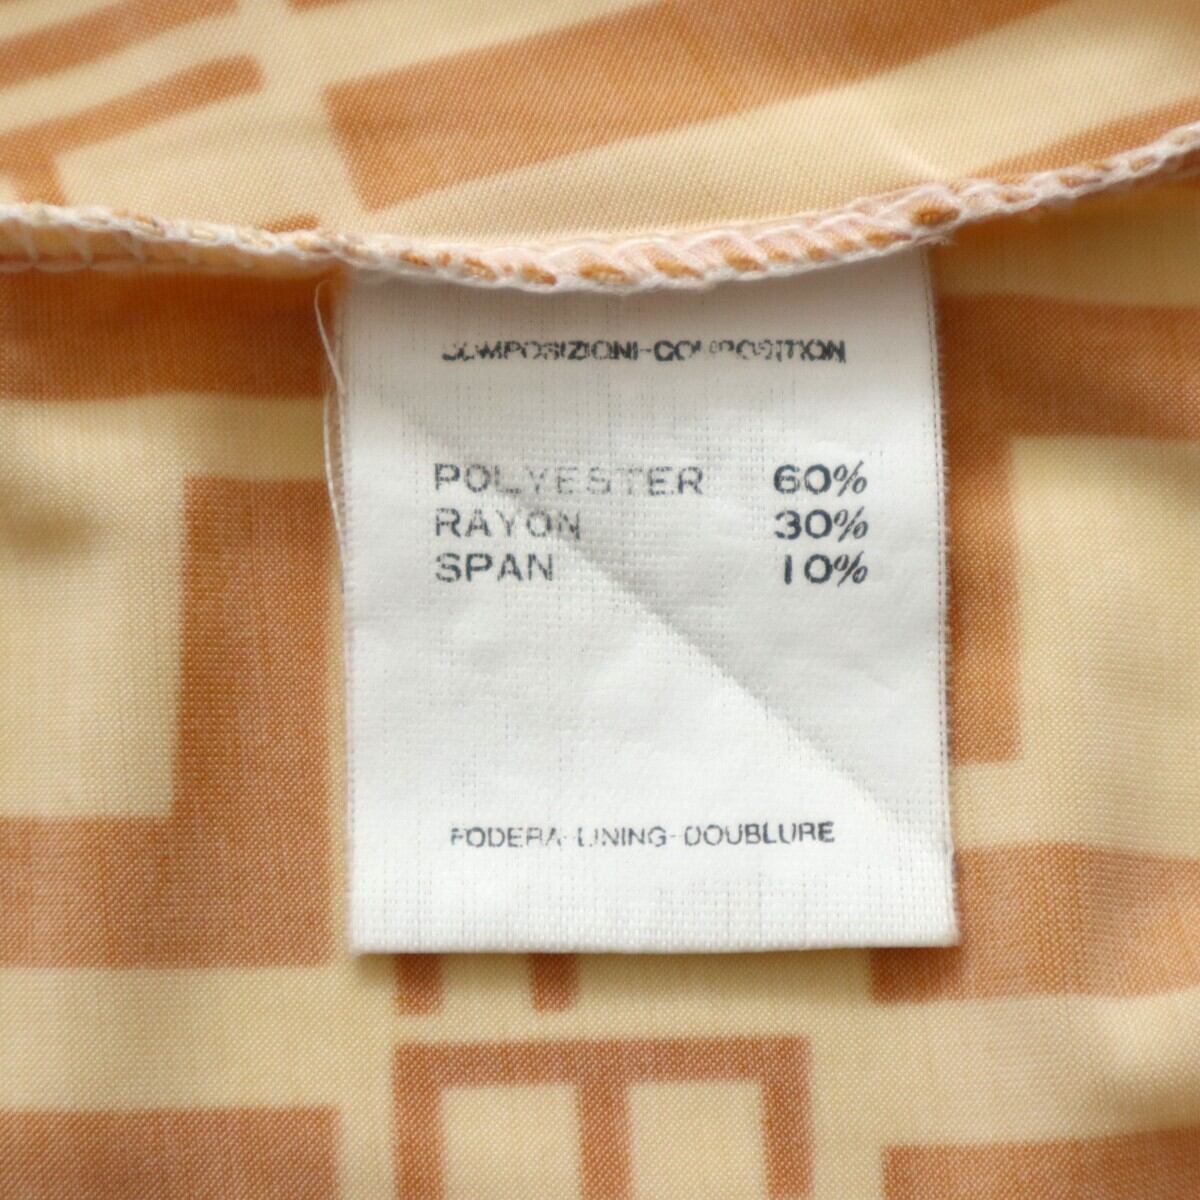 COMPOSIZIONI-COMPOSITION
POLYESTER 60%
RAYON 30%
SPAN 10%
FODERA-LINING-DOUBLURE